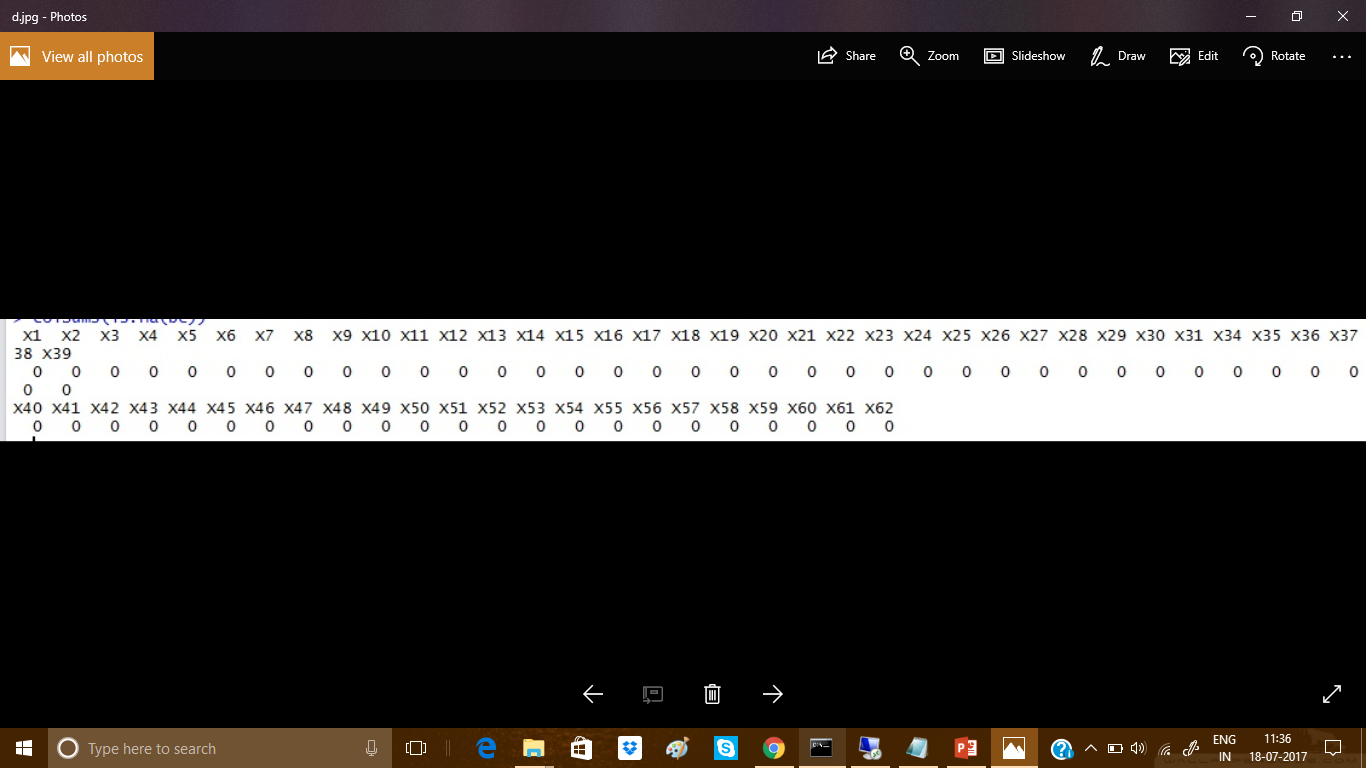 d.jpg - Photos
View all photos Share Zoom Slideshow Draw Edit Rotate
> colSums(is.na(bc))
X1 X2 X3 X4 X5 X6 X7 X8 X9 X10 X11 X12 X13 X14 X15 X16 X17 X18 X19 X20 X21 X22 X23 X24 X25 X26 X27 X28 X29 X30 X31 X34 X35 X36 X37
38 X39
0 0 0 0 0 0 0 0 0 0 0 0 0 0 0 0 0 0 0 0 0 0 0 0 0 0 0 0 0 0 0 0 0 0 0
0 0
X40 X41 X42 X43 X44 X45 X46 X47 X48 X49 X50 X51 X52 X53 X54 X55 X56 X57 X58 X59 X60 X61 X62
0 0 0 0 0 0 0 0 0 0 0 0 0 0 0 0 0 0 0 0 0 0 0
Type here to search
ENG 11:36
IN 18-07-2017